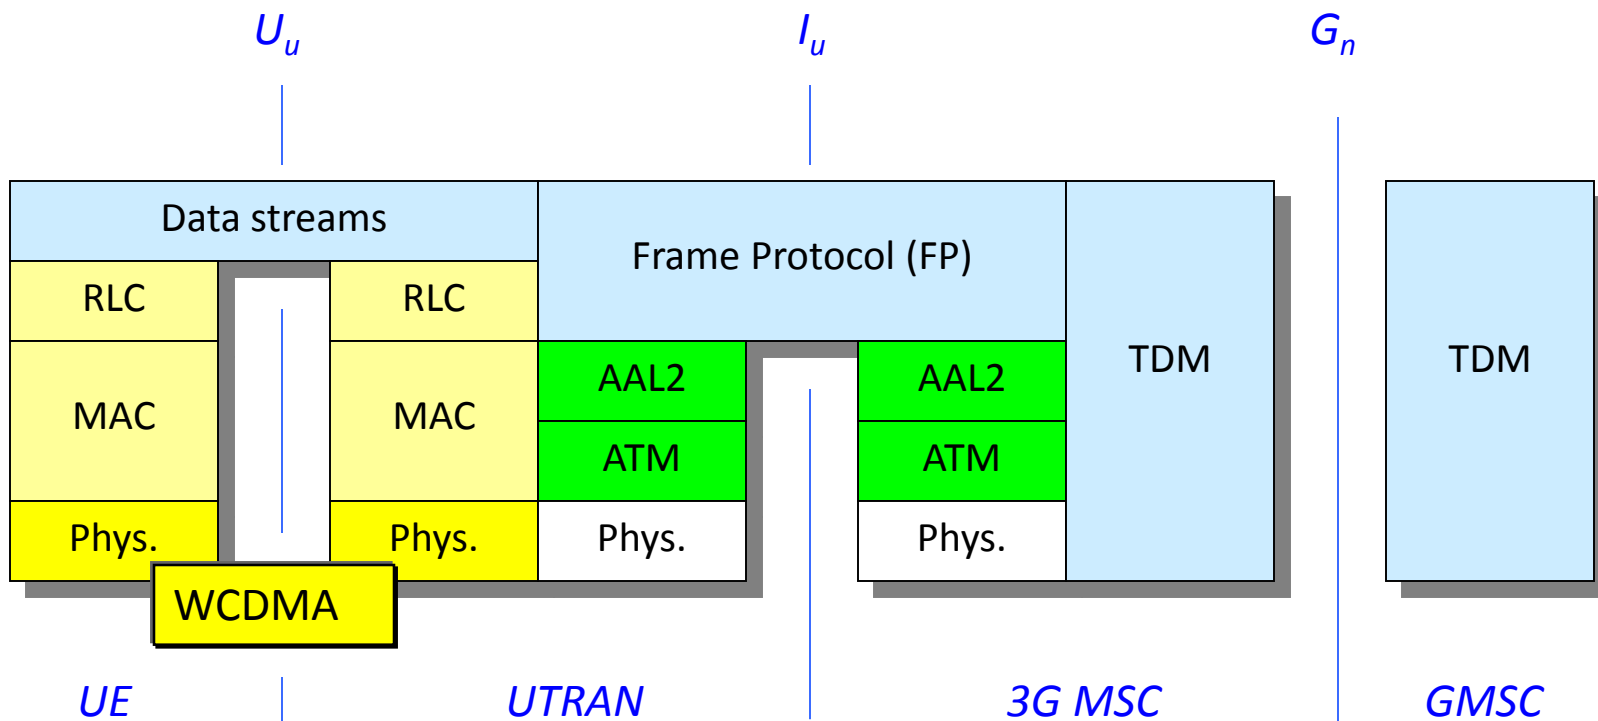 Uu Iu Gn
Data streams
Frame Protocol (FP)
TDM
TDM
RLC RLC
MAC MAC
AAL2 AAL2
ATM ATM
Phys. Phys. Phys. Phys.
WCDMA
UE UTRAN 3G MSC GMSC